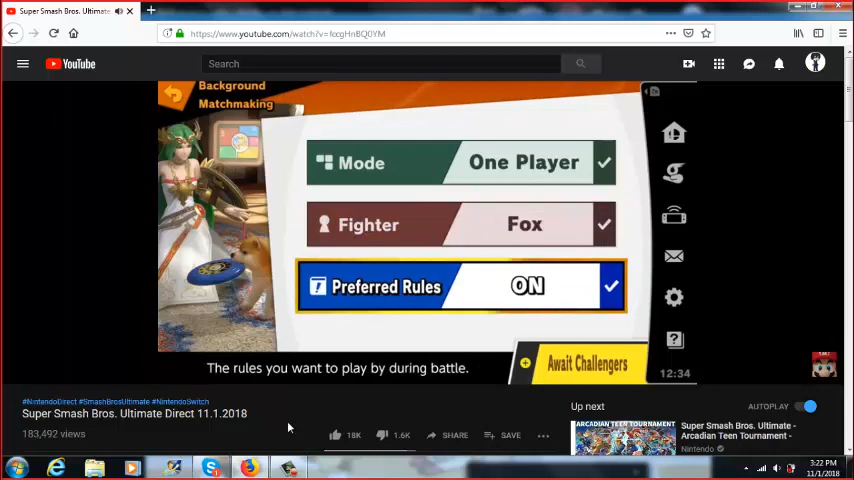 Super Smash Bros. Ultimate
https://www.youtube.com/watch?v=fccgHnBQ0YM
YouTube
Search
Background
Matchmaking
Mode One Player
Fighter Fox
Preferred Rules ON
Await Challengers
The rules you want to play by during battle.
12:34
#NintendoDirect #SmashBrosUltimate #NintendoSwitch
Super Smash Bros. Ultimate Direct 11.1.2018
183,492 views
18K 1.6K SHARE SAVE
Up next AUTOPLAY
ARCADIAN TEEN TOURNAMENT
Super Smash Bros. Ultimate -
Arcadian Teen Tournament -
Nintendo
3:22 PM
11/1/2018